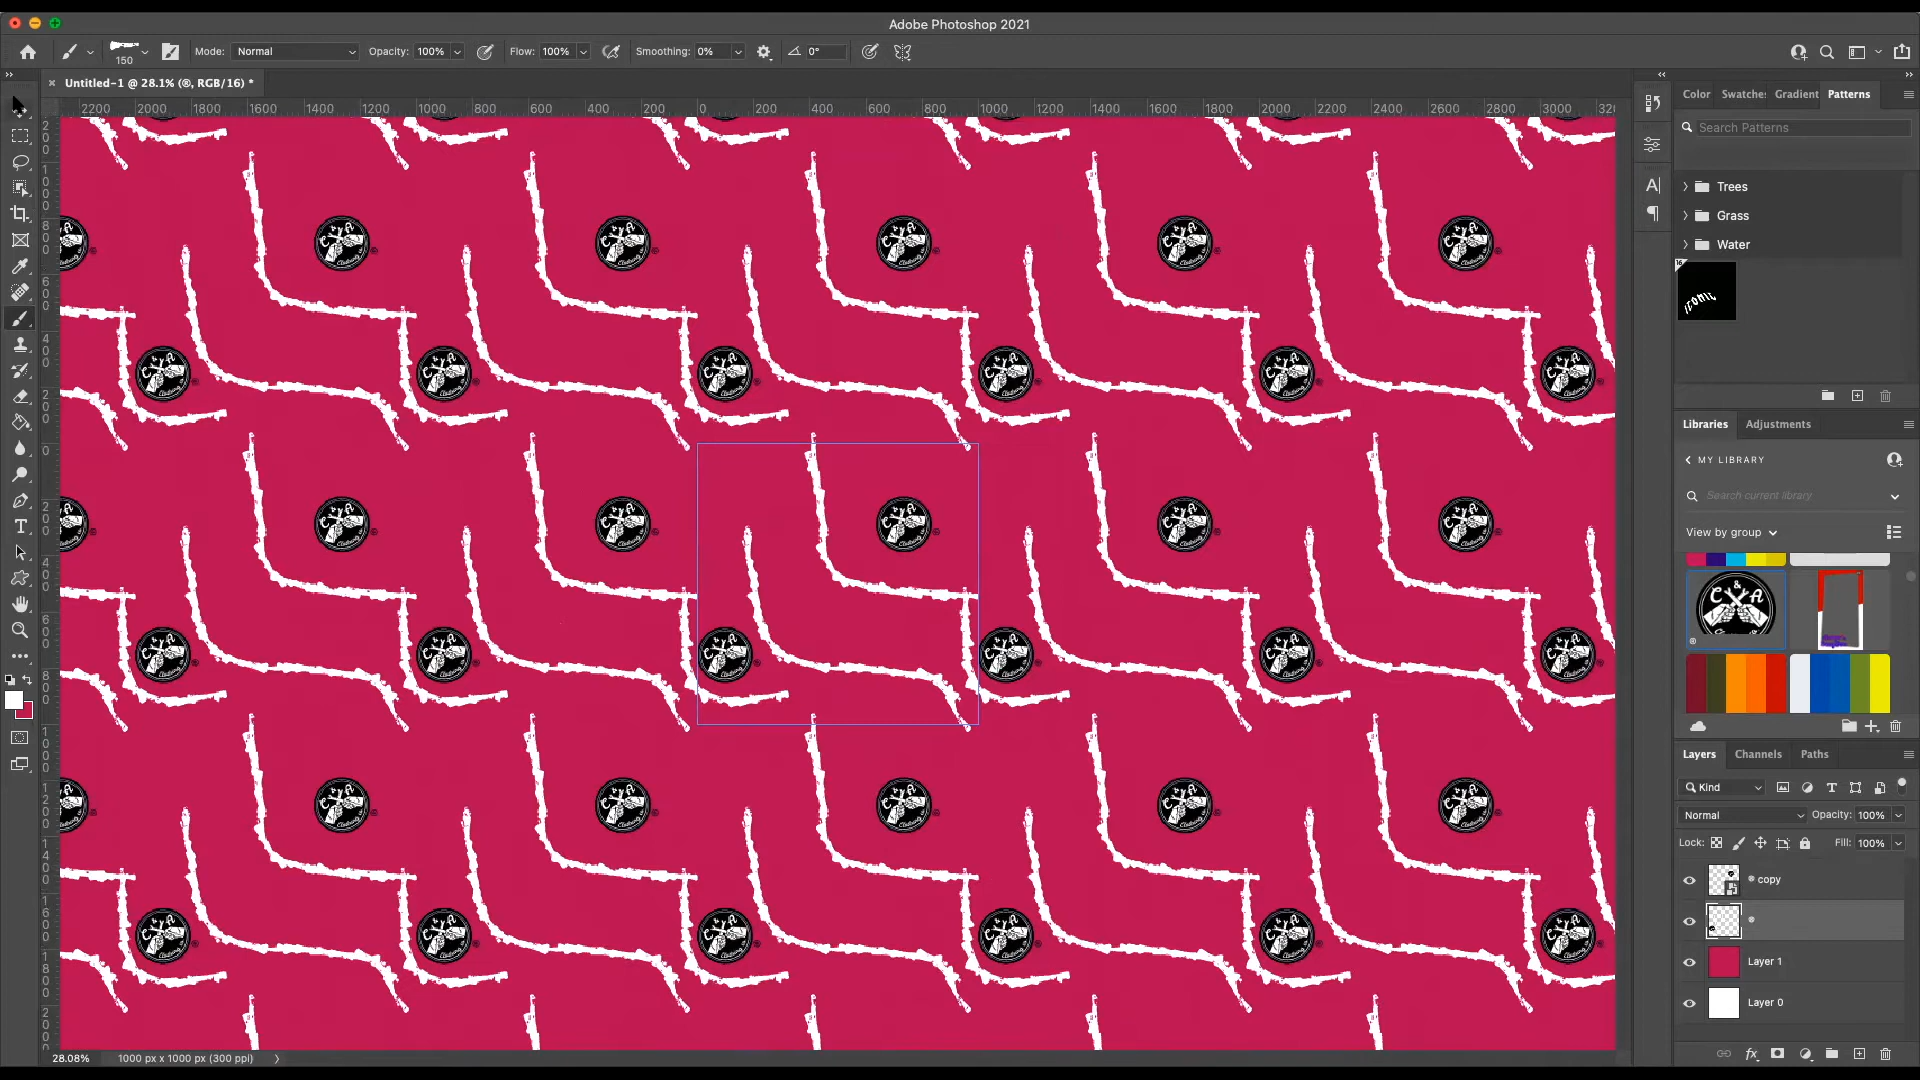 Adobe Photoshop 2021
150
Mode: Normal
Opacity: 100%
Flow: 100%
Smoothing: 0%
0°
Untitled-1 @ 28.1% (®, RGB/16) *
2200 2000 1800 1600 1400 1200 1000 800 600 400 200 0 200 400 600 800 1000 1200 1400 1600 1800 2000 2200 2400 2600 2800 3000
Color Swatches Gradient Patterns
Search Patterns
Trees
Grass
Water
ICONIC
Libraries Adjustments
MY LIBRARY
Search current library
View by group
C & A
Layers Channels Paths
Kind
Normal
Opacity: 100%
Lock:
Fill: 100%
® copy
®
Layer 1
Layer 0
28.08%
1000 px x 1000 px (300 ppi)
C & A
Clothing